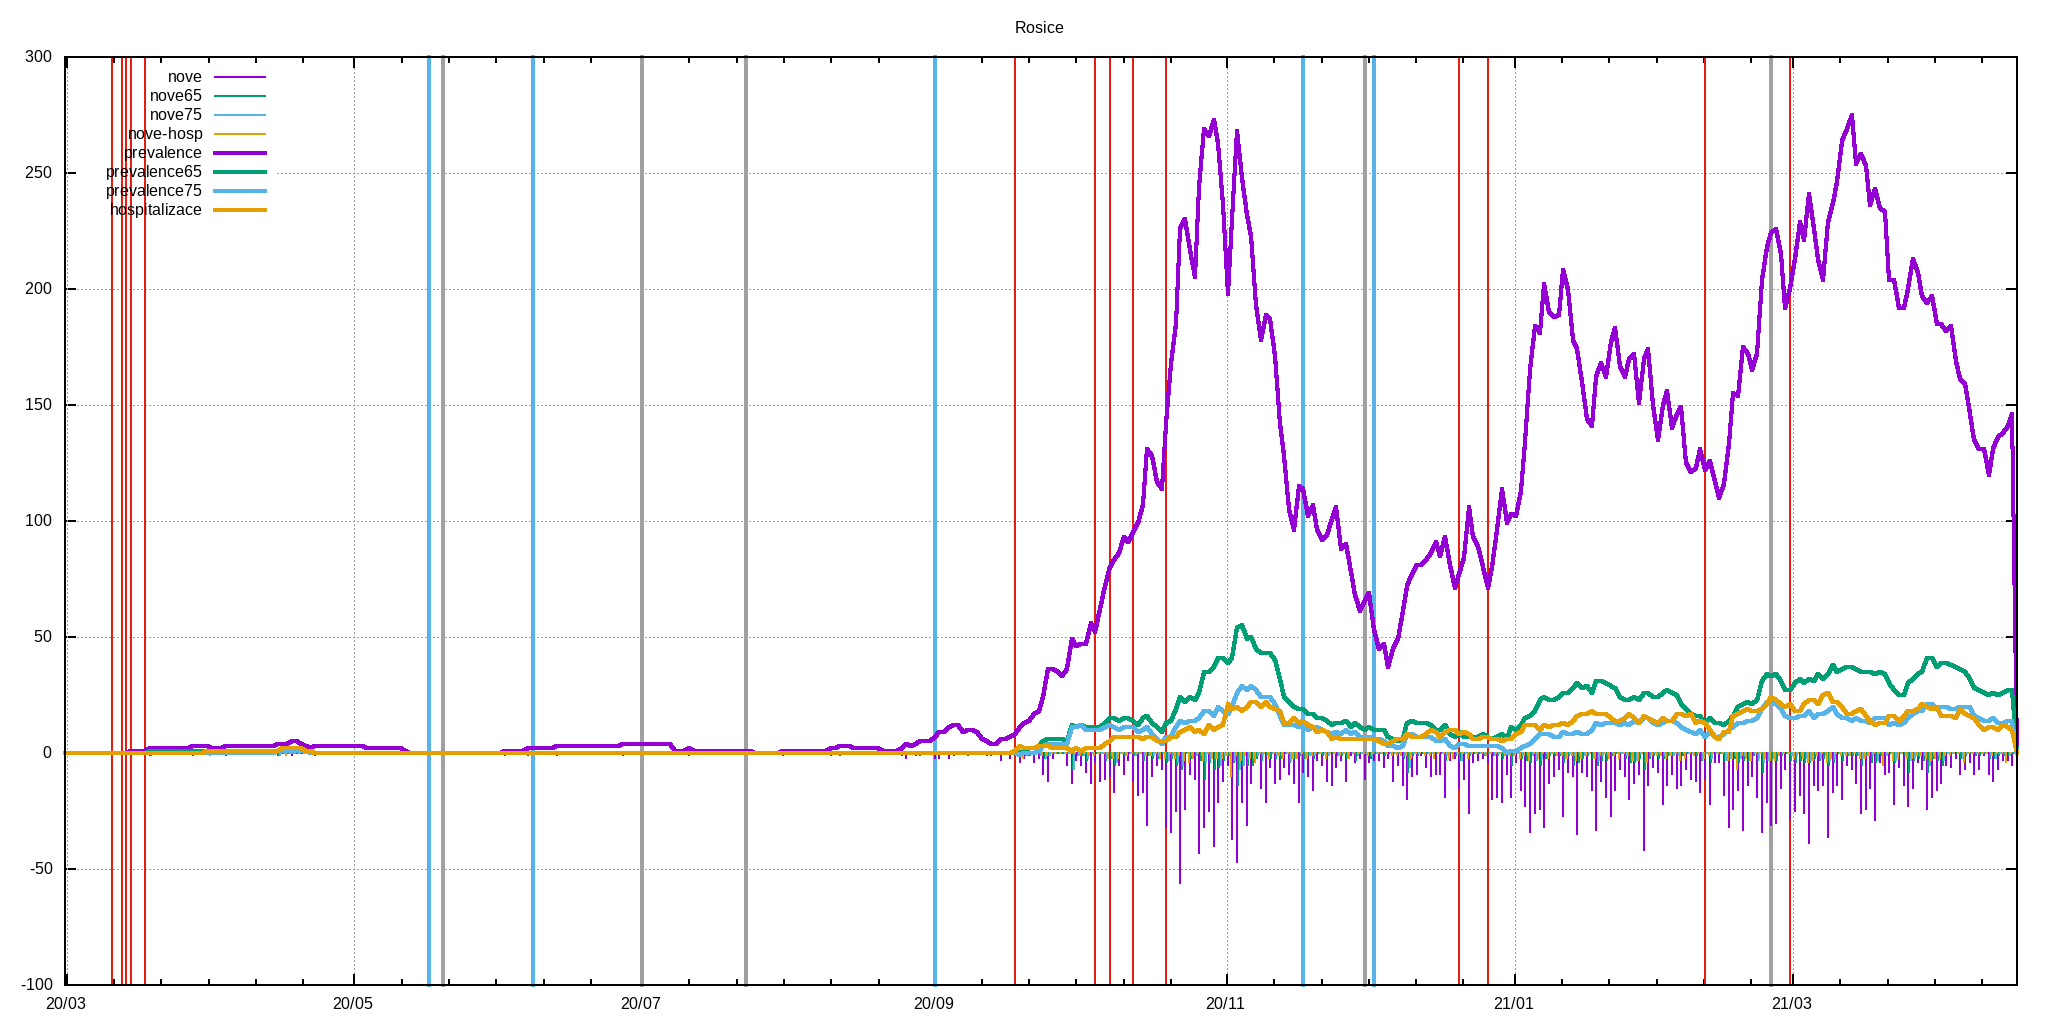 Rosice
300
250
200
150
100
50
0
-50
-100
nove
nove65
nove75
nove-hosp
prevalence
prevalence65
prevalence75
hospitalizace
20/03 20/05 20/07 20/09 20/11 21/01 21/03